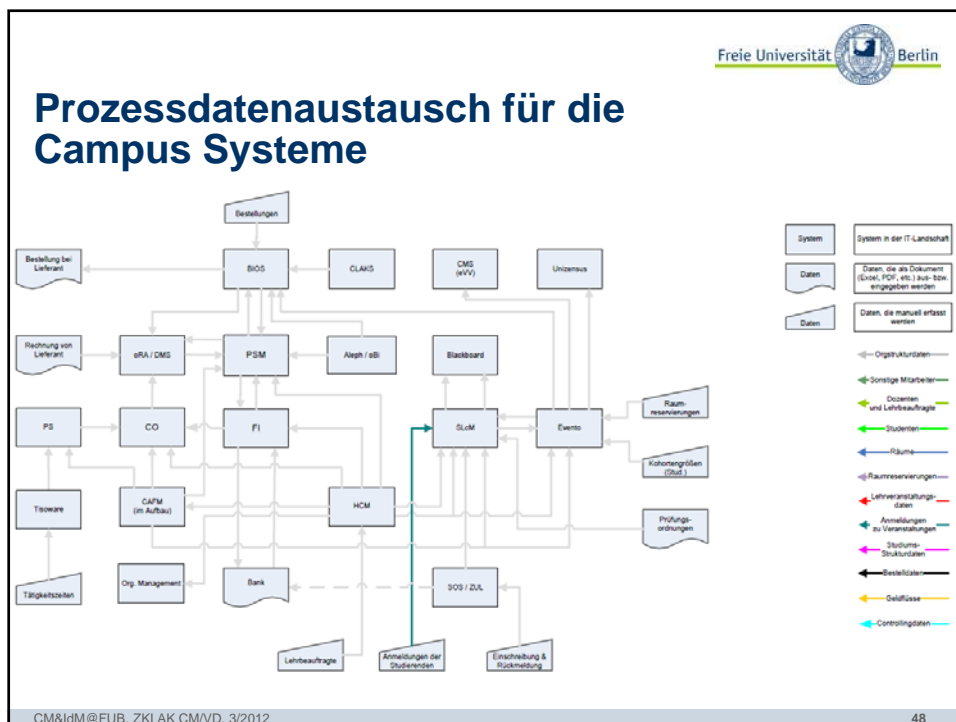 Freie Universität Berlin
Prozessdatenaustausch für die
Campus Systeme
Bestellungen
Bestellung bei
Lieferant
BIOS
CLAKS
CMS
(eVV)
Unizensus
Rechnung von
Lieferant
eRA / DMS
PSM
Aleph / eBi
Blackboard
PS
CO
FI
SLcM
Evento
Raum-
reservierungen
Kohortengrößen
(Stud.)
Tisoware
CAFM
(im Aufbau)
HCM
Prüfungs-
ordnungen
Tätigkeitszeiten
Org. Management
Bank
SOS / ZUL
Lehrbeauftragte
Anmeldungen der
Studierenden
Einschreibung &
Rückmeldung
System
System in der IT-Landschaft
Daten
Daten, die als Dokument
(Excel, PDF, etc.) aus- bzw.
eingegeben werden
Daten
Daten, die manuell erfasst
werden
Orgstrukturdaten
Sonstige Mitarbeiter
Dozenten
und Lehrbeauftragte
Studenten
Räume
Raumreservierungen
Lehrveranstaltungs-
daten
Anmeldungen
zu Veranstaltungen
Studiums-
Strukturdaten
Bestelldaten
Geldflüsse
Controllingdaten
CM&IdM@FUB, ZKI AK CM/VD, 3/2012
48